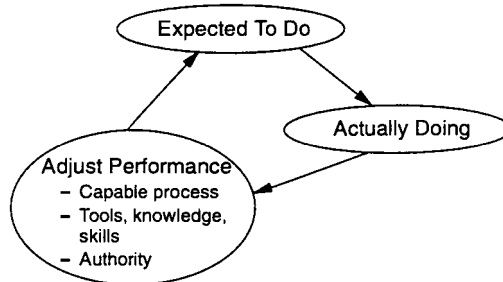 Expected To Do
Actually Doing
Adjust Performance
– Capable process
– Tools, knowledge,
skills
– Authority